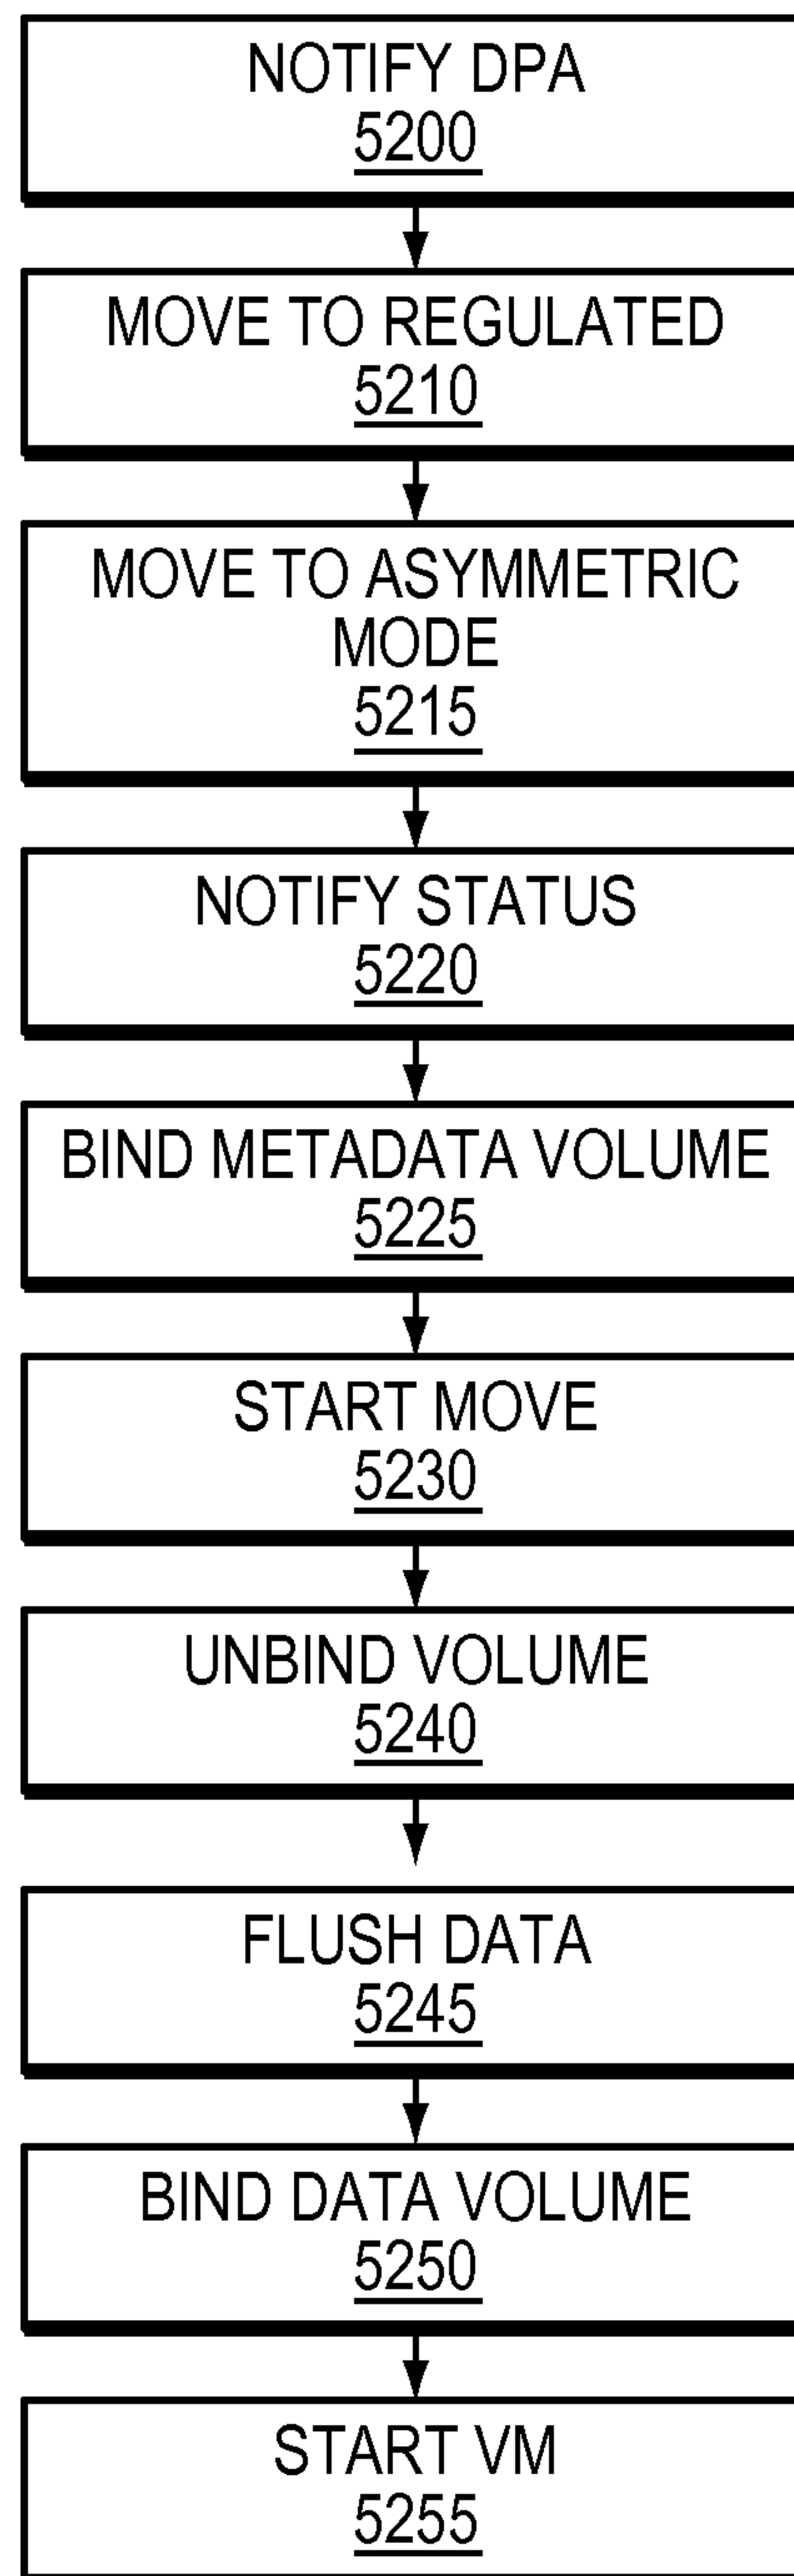 NOTIFY DPA
5200
MOVE TO REGULATED
5210
MOVE TO ASYMMETRIC
MODE
5215
NOTIFY STATUS
5220
BIND METADATA VOLUME
5225
START MOVE
5230
UNBIND VOLUME
5240
FLUSH DATA
5245
BIND DATA VOLUME
5250
START VM
5255